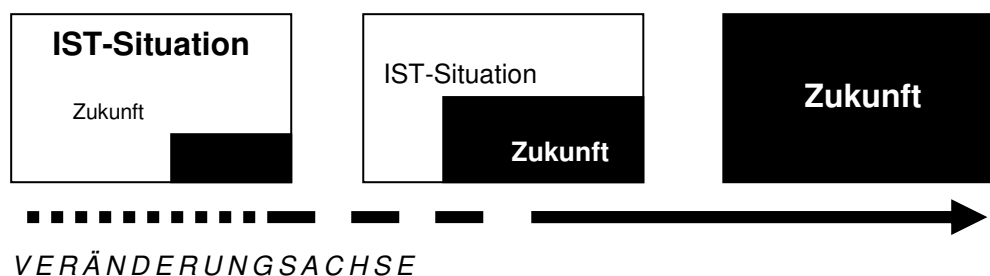 IST-Situation
Zukunft
IST-Situation
Zukunft
Zukunft
VERÄNDERUNGSACHSE